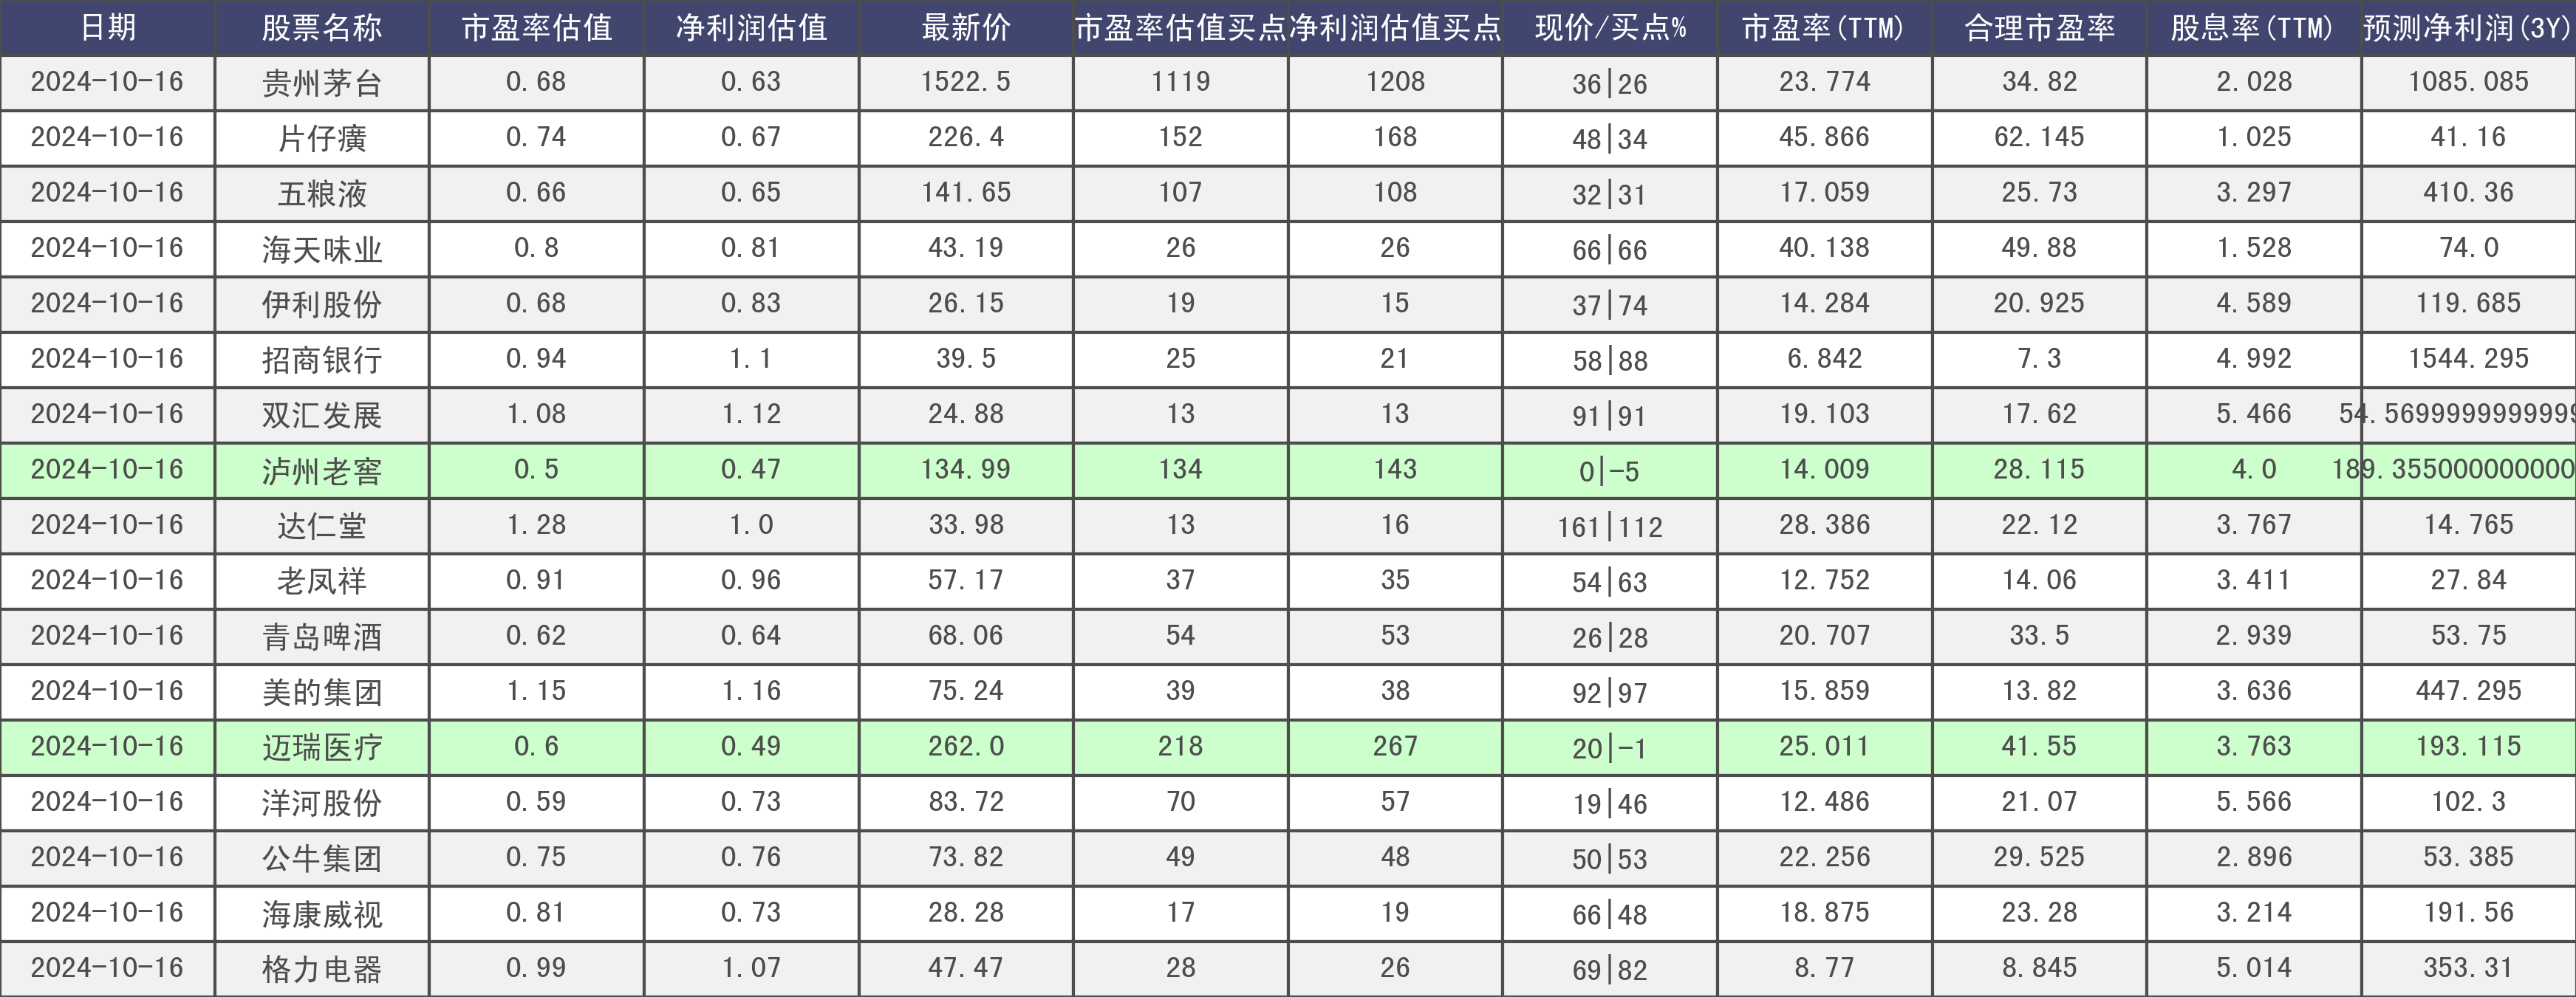 日期 股票名称 市盈率估值 净利润估值 最新价 市盈率估值买点 净利润估值买点 现价/买点% 市盈率(TTM) 合理市盈率 股息率(TTM) 预测净利润(3Y)
2024-10-16 贵州茅台 0.68 0.63 1522.5 1119 1208 36|26 23.774 34.82 2.028 1085.085
2024-10-16 片仔癀 0.74 0.67 226.4 152 168 48|34 45.866 62.145 1.025 41.16
2024-10-16 五粮液 0.66 0.65 141.65 107 108 32|31 17.059 25.73 3.297 410.36
2024-10-16 海天味业 0.8 0.81 43.19 26 26 66|66 40.138 49.88 1.528 74.0
2024-10-16 伊利股份 0.68 0.83 26.15 19 15 37|74 14.284 20.925 4.589 119.685
2024-10-16 招商银行 0.94 1.1 39.5 25 21 58|88 6.842 7.3 4.992 1544.295
2024-10-16 双汇发展 1.08 1.12 24.88 13 13 91|91 19.103 17.62 5.466 54.5699999999999
2024-10-16 泸州老窖 0.5 0.47 134.99 134 143 0|-5 14.009 28.115 4.0 189.355000000000
2024-10-16 达仁堂 1.28 1.0 33.98 13 16 161|112 28.386 22.12 3.767 14.765
2024-10-16 老凤祥 0.91 0.96 57.17 37 35 54|63 12.752 14.06 3.411 27.84
2024-10-16 青岛啤酒 0.62 0.64 68.06 54 53 26|28 20.707 33.5 2.939 53.75
2024-10-16 美的集团 1.15 1.16 75.24 39 38 92|97 15.859 13.82 3.636 447.295
2024-10-16 迈瑞医疗 0.6 0.49 262.0 218 267 20|-1 25.011 41.55 3.763 193.115
2024-10-16 洋河股份 0.59 0.73 83.72 70 57 19|46 12.486 21.07 5.566 102.3
2024-10-16 公牛集团 0.75 0.76 73.82 49 48 50|53 22.256 29.525 2.896 53.385
2024-10-16 海康威视 0.81 0.73 28.28 17 19 66|48 18.875 23.28 3.214 191.56
2024-10-16 格力电器 0.99 1.07 47.47 28 26 69|82 8.77 8.845 5.014 353.31